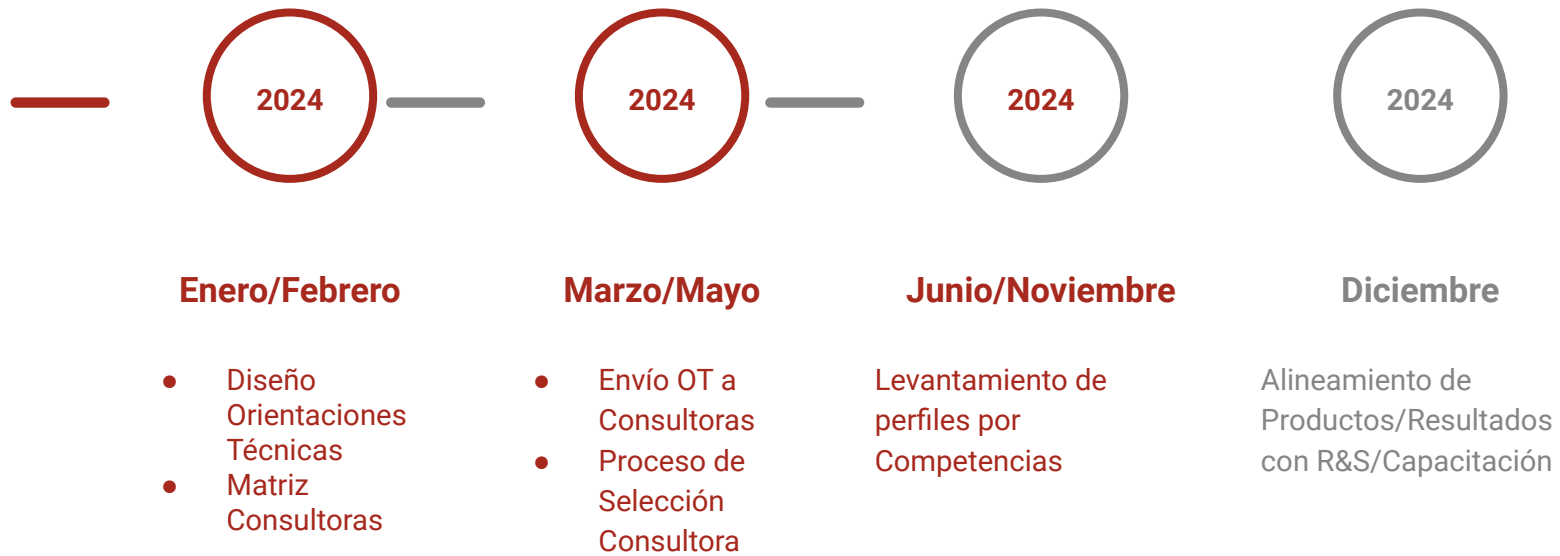 2024
2024
2024
2024
Enero/Febrero
● Diseño
Orientaciones
Técnicas
● Matriz
Consultoras
Marzo/Mayo
● Envío OT a
Consultoras
● Proceso de
Selección
Consultora
Junio/Noviembre
Levantamiento de
perfiles por
Competencias
Diciembre
Alineamiento de
Productos/Resultados
con R&S/Capacitación